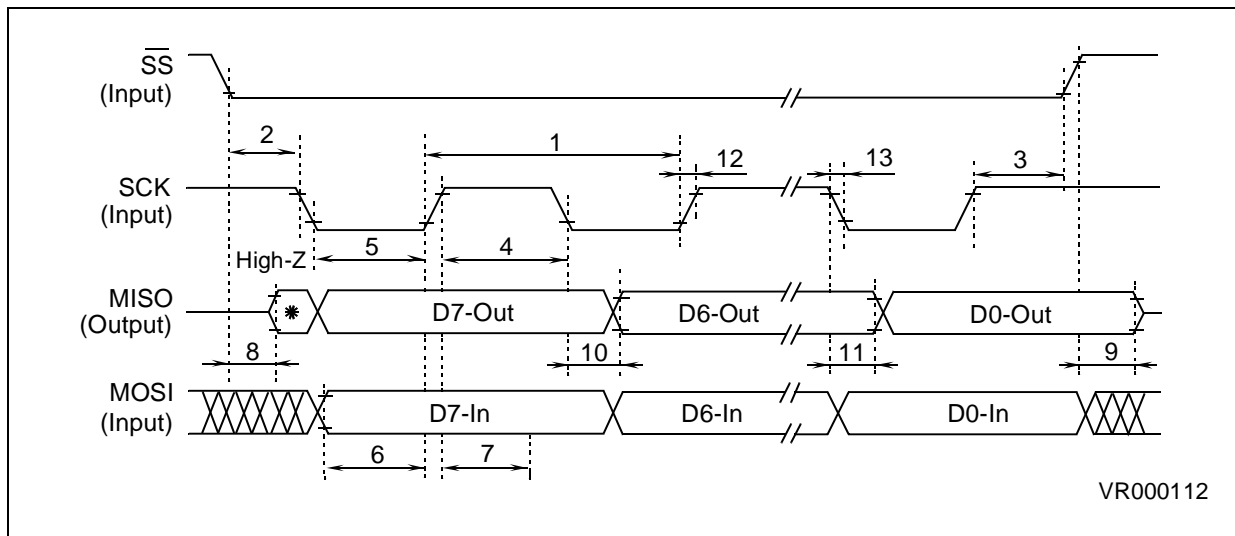 SS
(Input)
2
1
12
13
3
SCK
(Input)
5
4
High-Z
MISO
(Output)
*
D7-Out
D6-Out
D0-Out
8
10
11
9
MOSI
(Input)
D7-In
D6-In
D0-In
6
7
VR000112